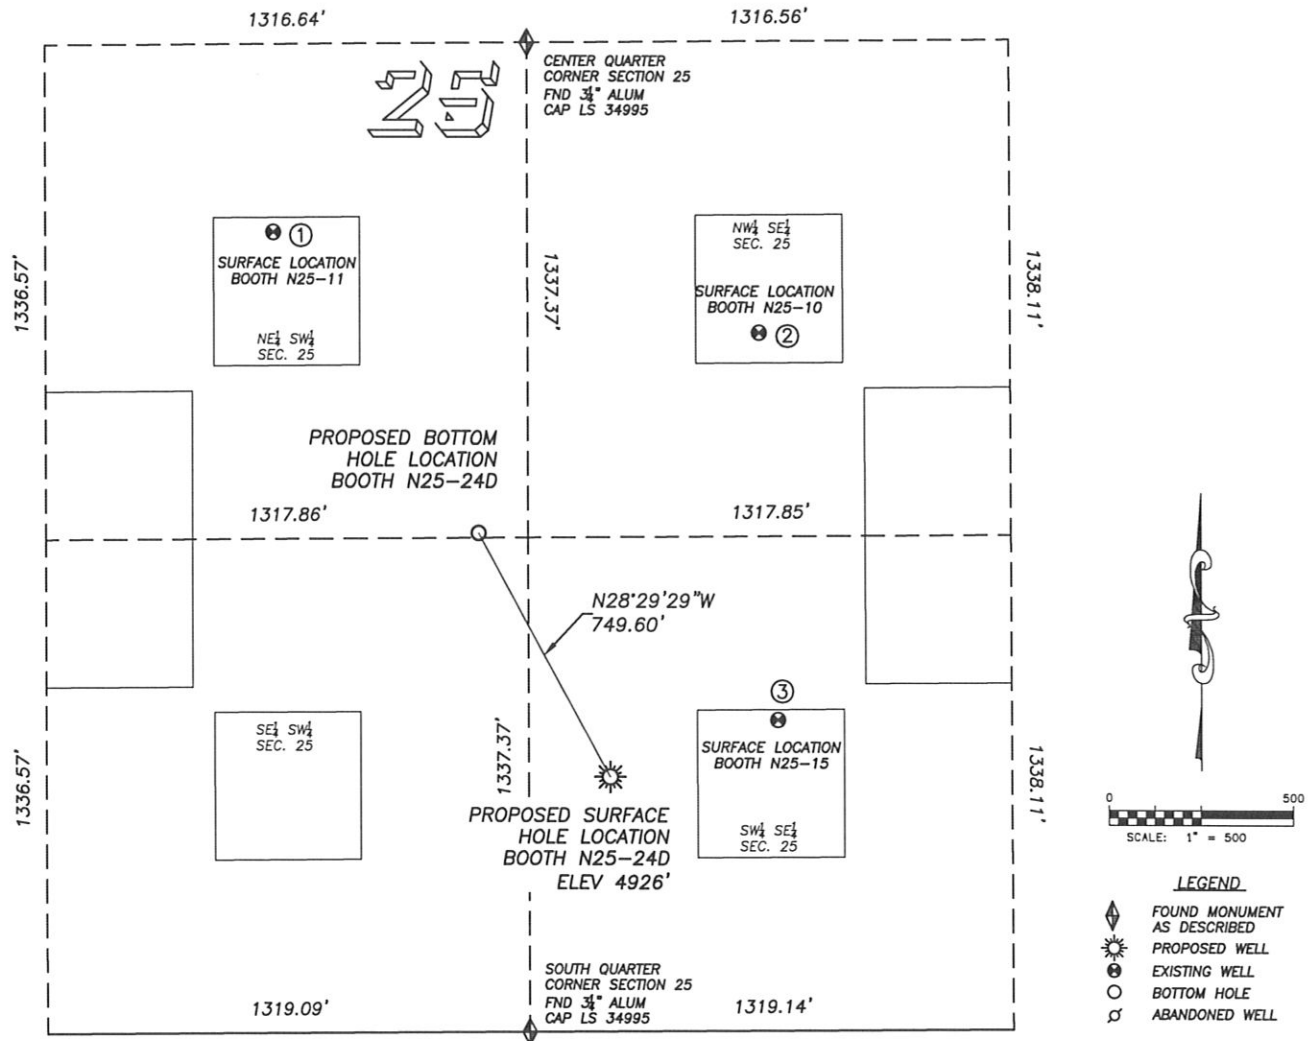 1316.64'
1316.56'
CENTER QUARTER
CORNER SECTION 25
FND 3¼" ALUM
CAP LS 34995
25
1
SURFACE LOCATION
BOOTH N25-11
NE¼ SW¼
SEC. 25
NW¼ SE¼
SEC. 25
SURFACE LOCATION
BOOTH N25-10
2
1336.57'
1337.37'
1338.11'
PROPOSED BOTTOM
HOLE LOCATION
BOOTH N25-24D
1317.86'
1317.85'
N28°29'29"W
749.60'
SE¼ SW¼
SEC. 25
3
SURFACE LOCATION
BOOTH N25-15
SW¼ SE¼
SEC. 25
1336.57'
1337.37'
1338.11'
PROPOSED SURFACE
HOLE LOCATION
BOOTH N25-24D
ELEV 4926'
SOUTH QUARTER
CORNER SECTION 25
FND 3¼" ALUM
CAP LS 34995
1319.09'
1319.14'
0 500
SCALE: 1" = 500
LEGEND
FOUND MONUMENT
AS DESCRIBED
PROPOSED WELL
EXISTING WELL
BOTTOM HOLE
ABANDONED WELL